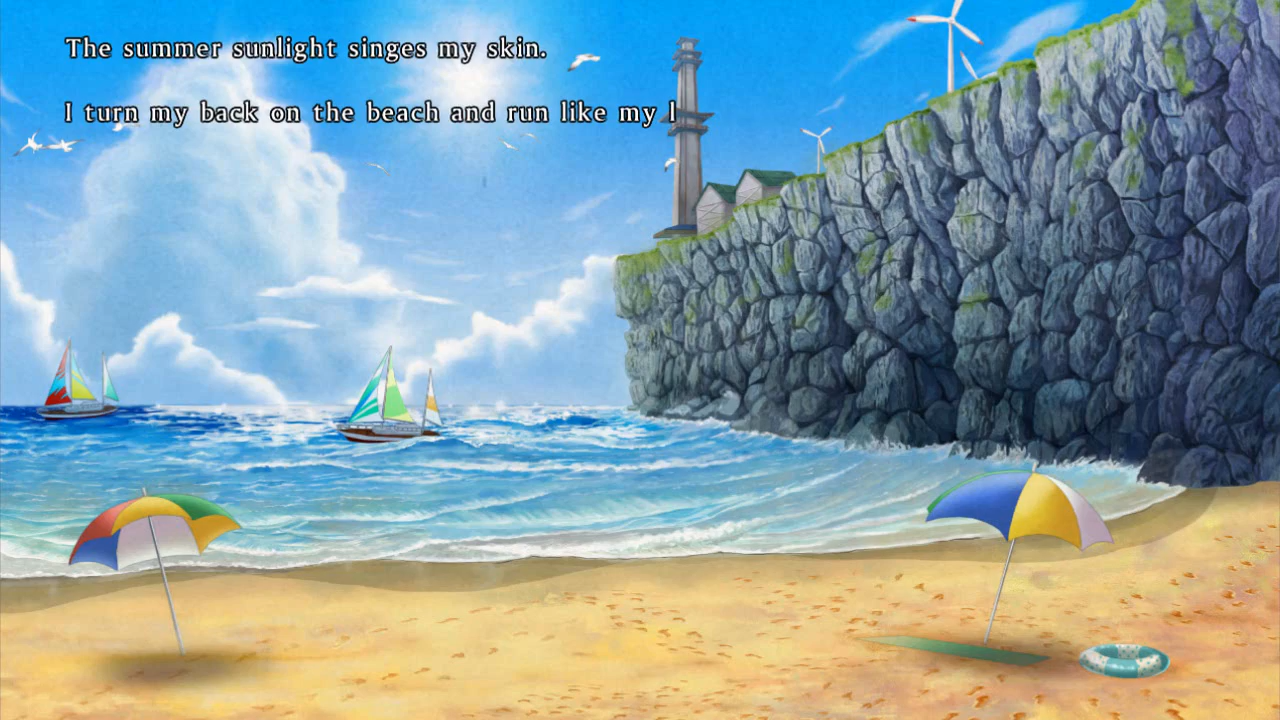 The summer sunlight singes my skin.
I turn my back on the beach and run like my l